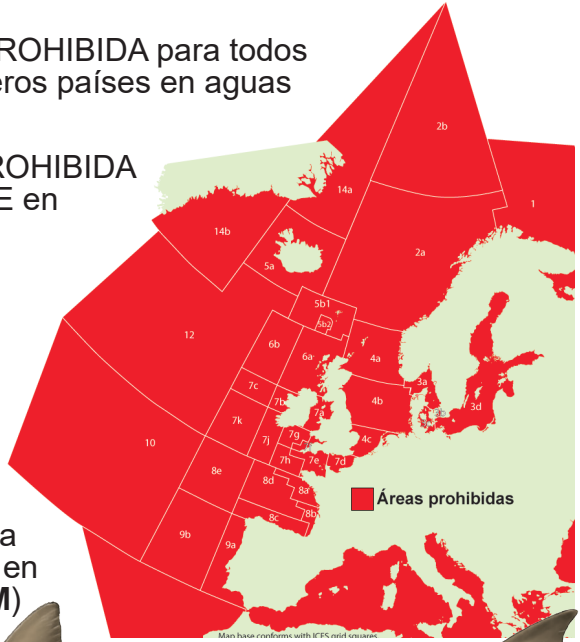 ROHIBIDA para todos
eros países en aguas
ROHIBIDA
E en
a
en
M)
2b
1
14a
14b
2a
5a
5b1
5b2
12
6b
6a
4a
3a
7c
7b
4b
3d
7a
10
7k
7j
7g
4c
7h
7e
7d
8e
8d
8a
8b
8c
9b
9a
Áreas prohibidas
Map base conforms with ICES grid squares